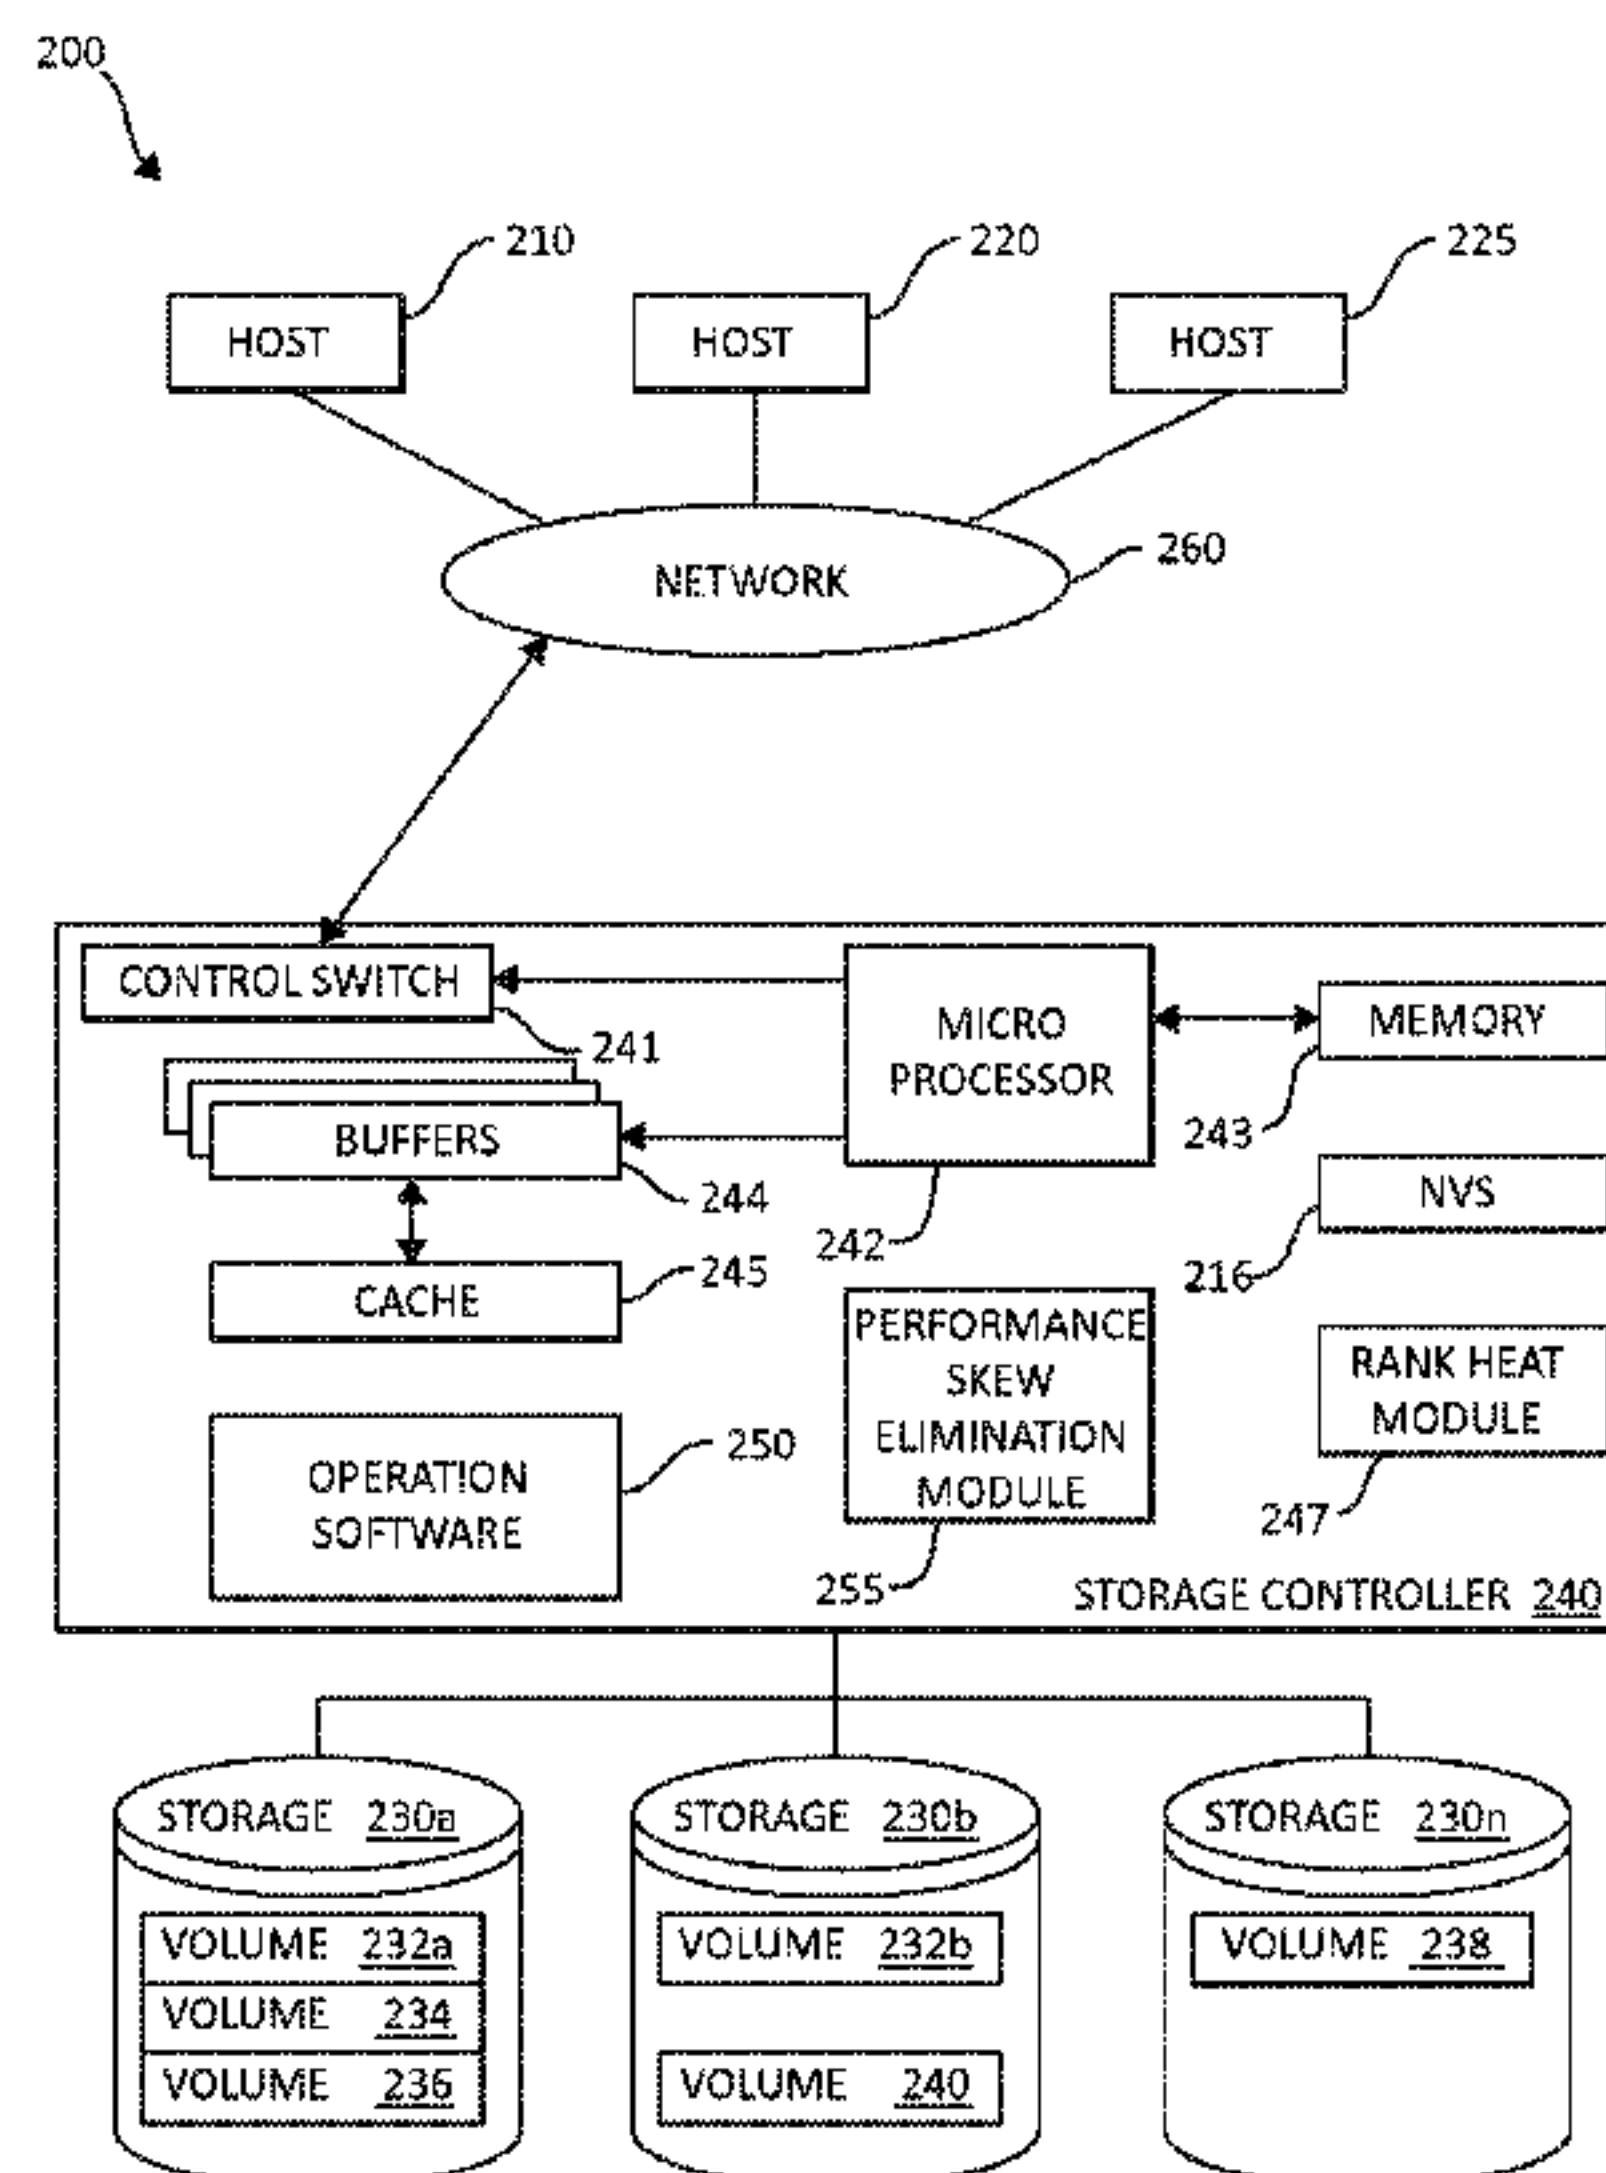 200
210
220
225
HOST
HOST
HOST
260
NETWORK
CONTROL SWITCH
241
MICRO
PROCESSOR
242
MEMORY
243
BUFFERS
244
NVS
216
CACHE
245
PERFORMANCE
SKEW
ELIMINATION
MODULE
255
RANK HEAT
MODULE
247
OPERATION
SOFTWARE
250
STORAGE CONTROLLER 240
STORAGE 230a
VOLUME 232a
VOLUME 234
VOLUME 236
STORAGE 230b
VOLUME 232b
VOLUME 240
STORAGE 230n
VOLUME 238